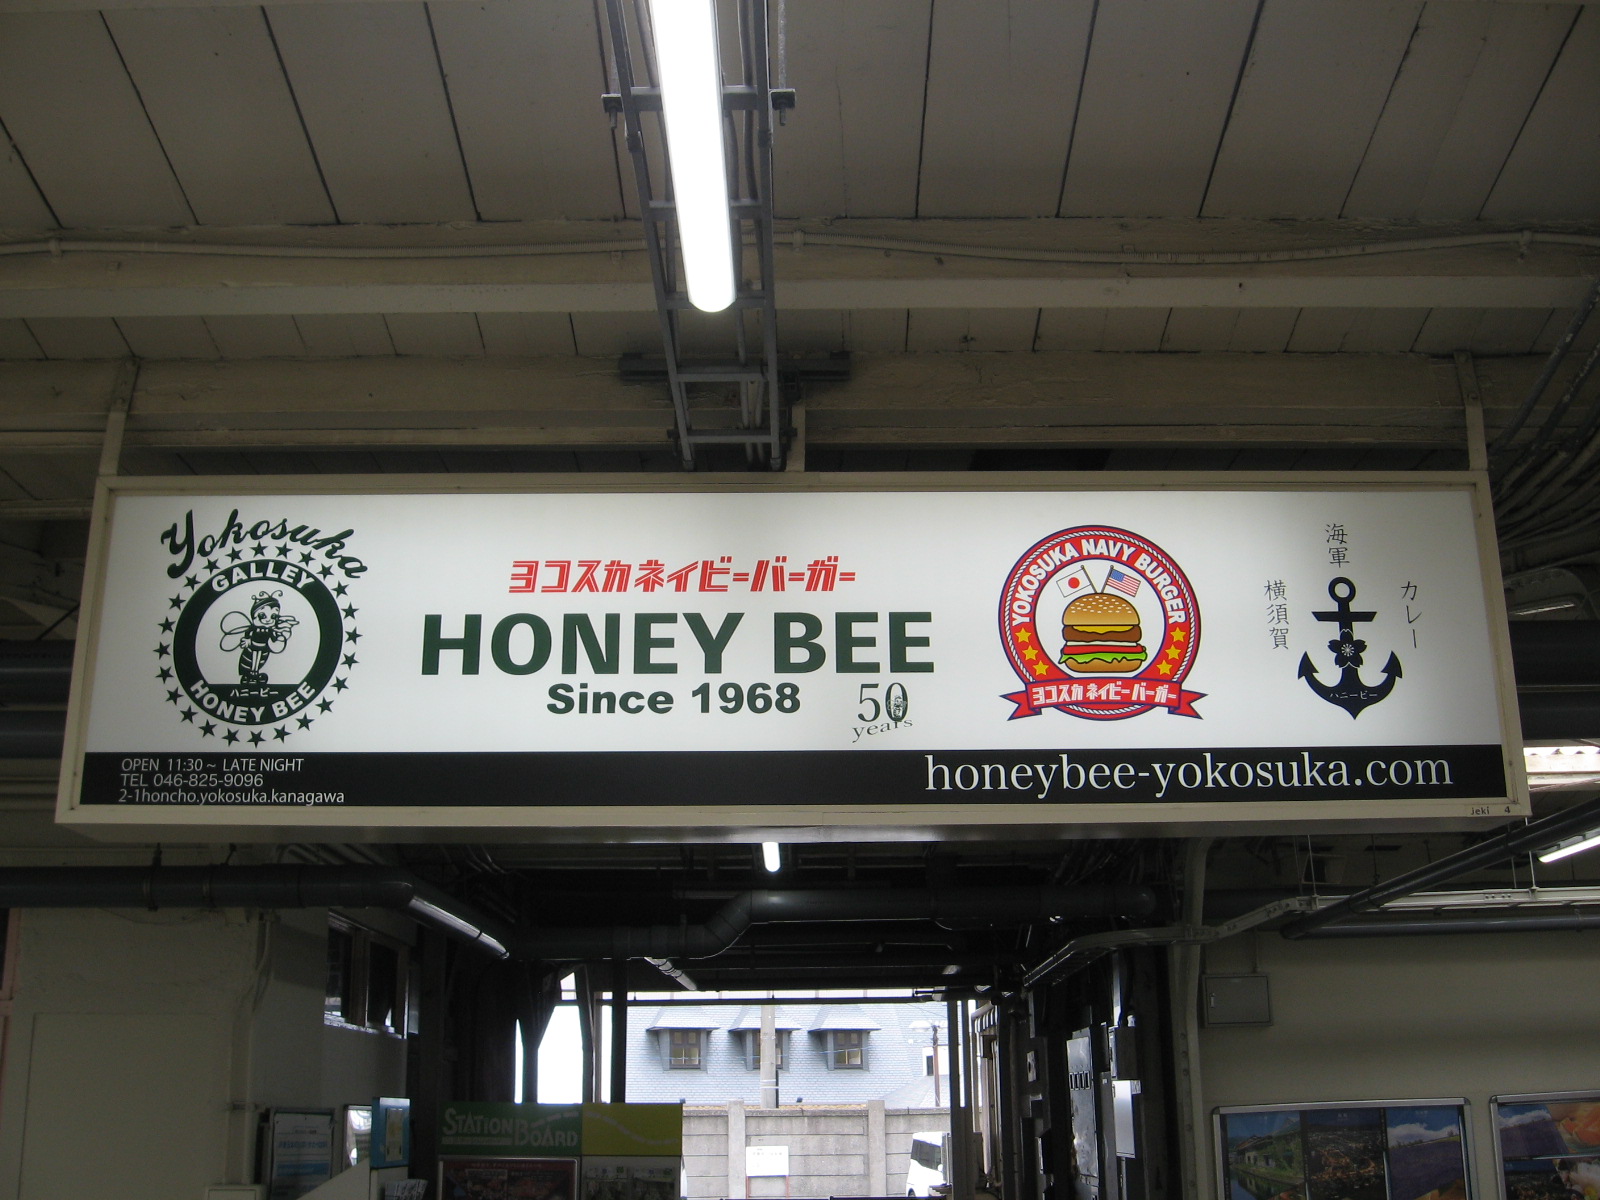 Yokosuka
GALLEY
ハニービー
HONEY BEE
ヨコスカネイビーバーガー
HONEY BEE
Since 1968
50
years
YOKOSUKA NAVY BURGER
ヨコスカネイビーバーガー
横須賀
海軍
カレー
ハニービー
OPEN 11:30~ LATE NIGHT
TEL 046-825-9096
2-1honcho.yokosuka.kanagawa
honeybee-yokosuka.com
jeki 4
STATION BOARD